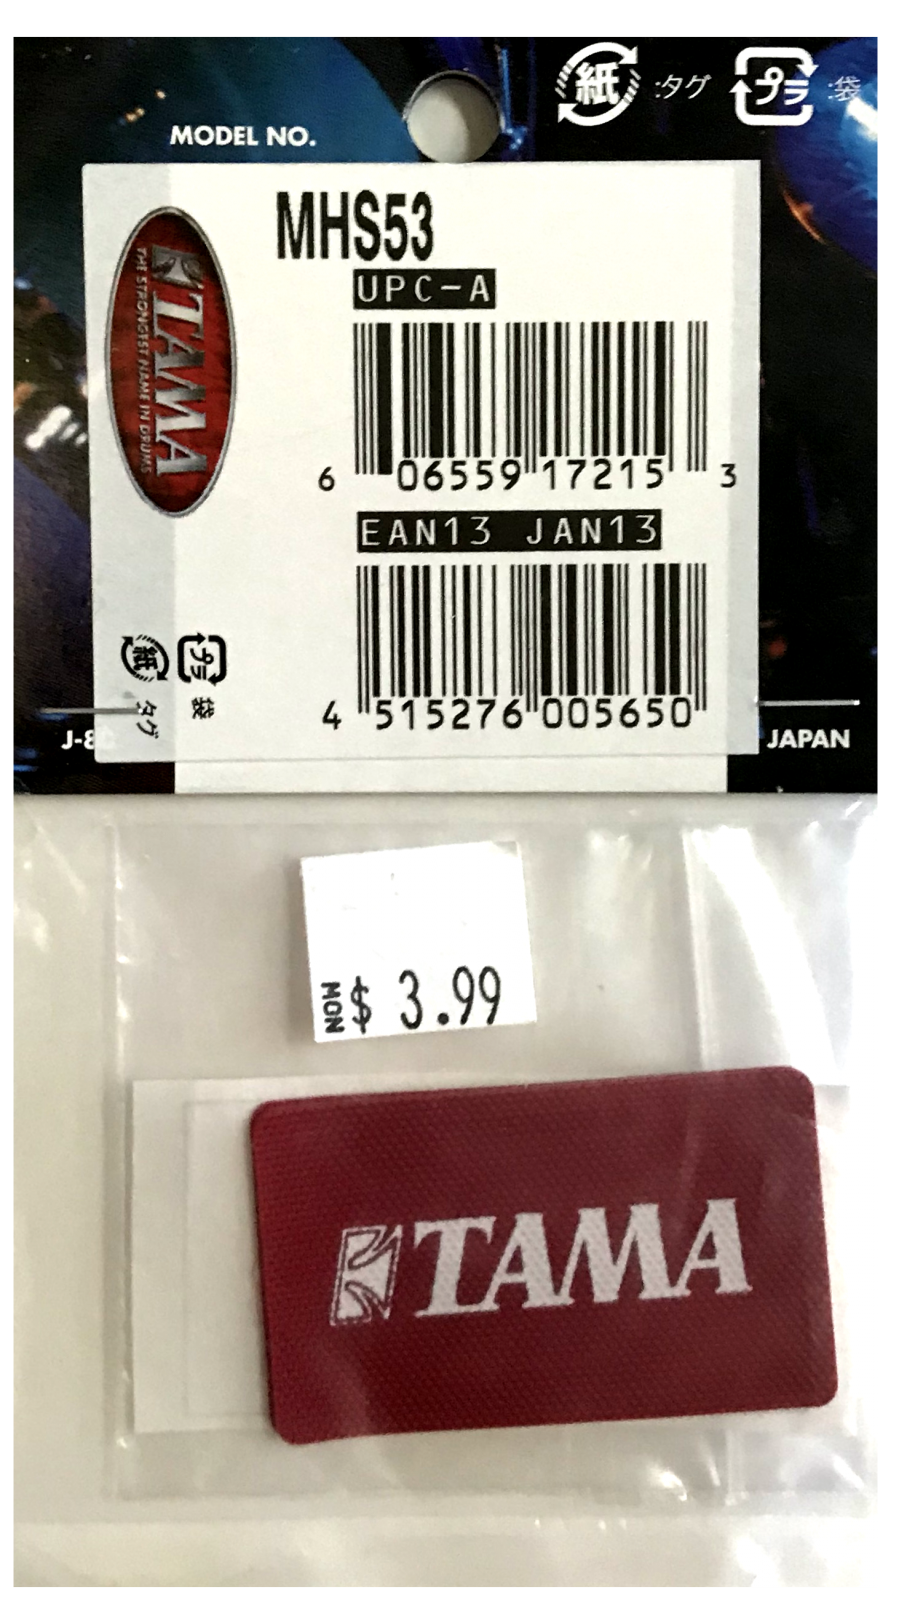 紙 :タグ プラ :袋
MODEL NO.
MHS53
TAMA
THE STRONGEST NAME IN DRUMS
UPC-A
6 06559 17215 3
EAN13 JAN13
4 515276 005650
プラ 袋
紙 タグ
JAPAN
MON $ 3.99
TAMA